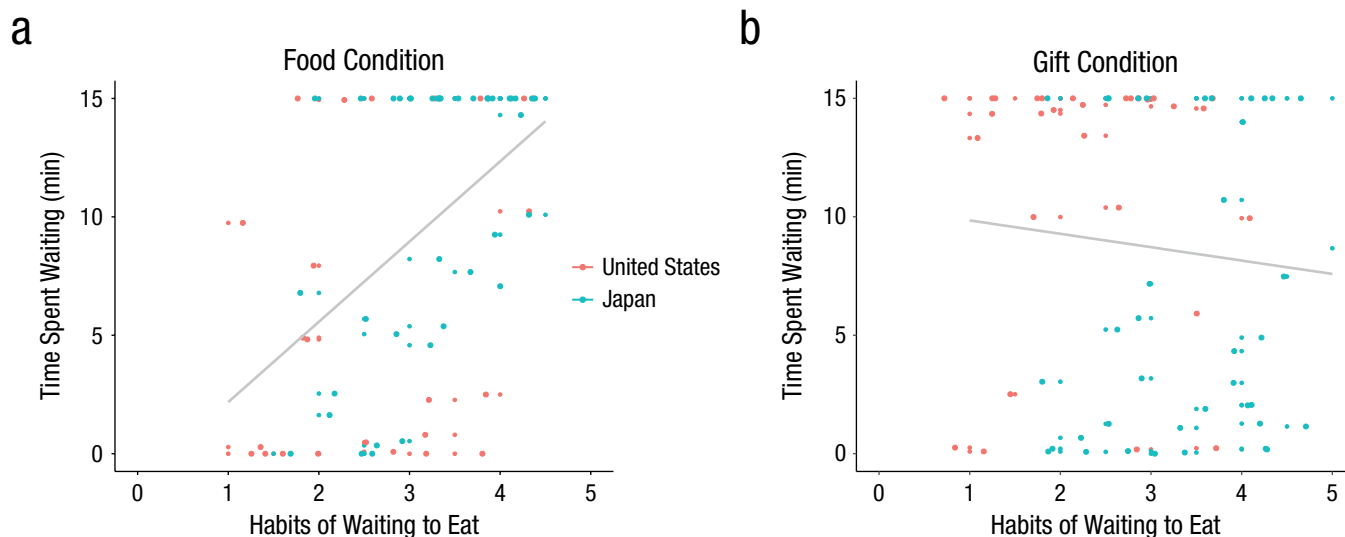 a
Food Condition
Time Spent Waiting (min)
15
10
5
0
0 1 2 3 4 5
Habits of Waiting to Eat
United States
Japan
b
Gift Condition
Time Spent Waiting (min)
15
10
5
0
0 1 2 3 4 5
Habits of Waiting to Eat